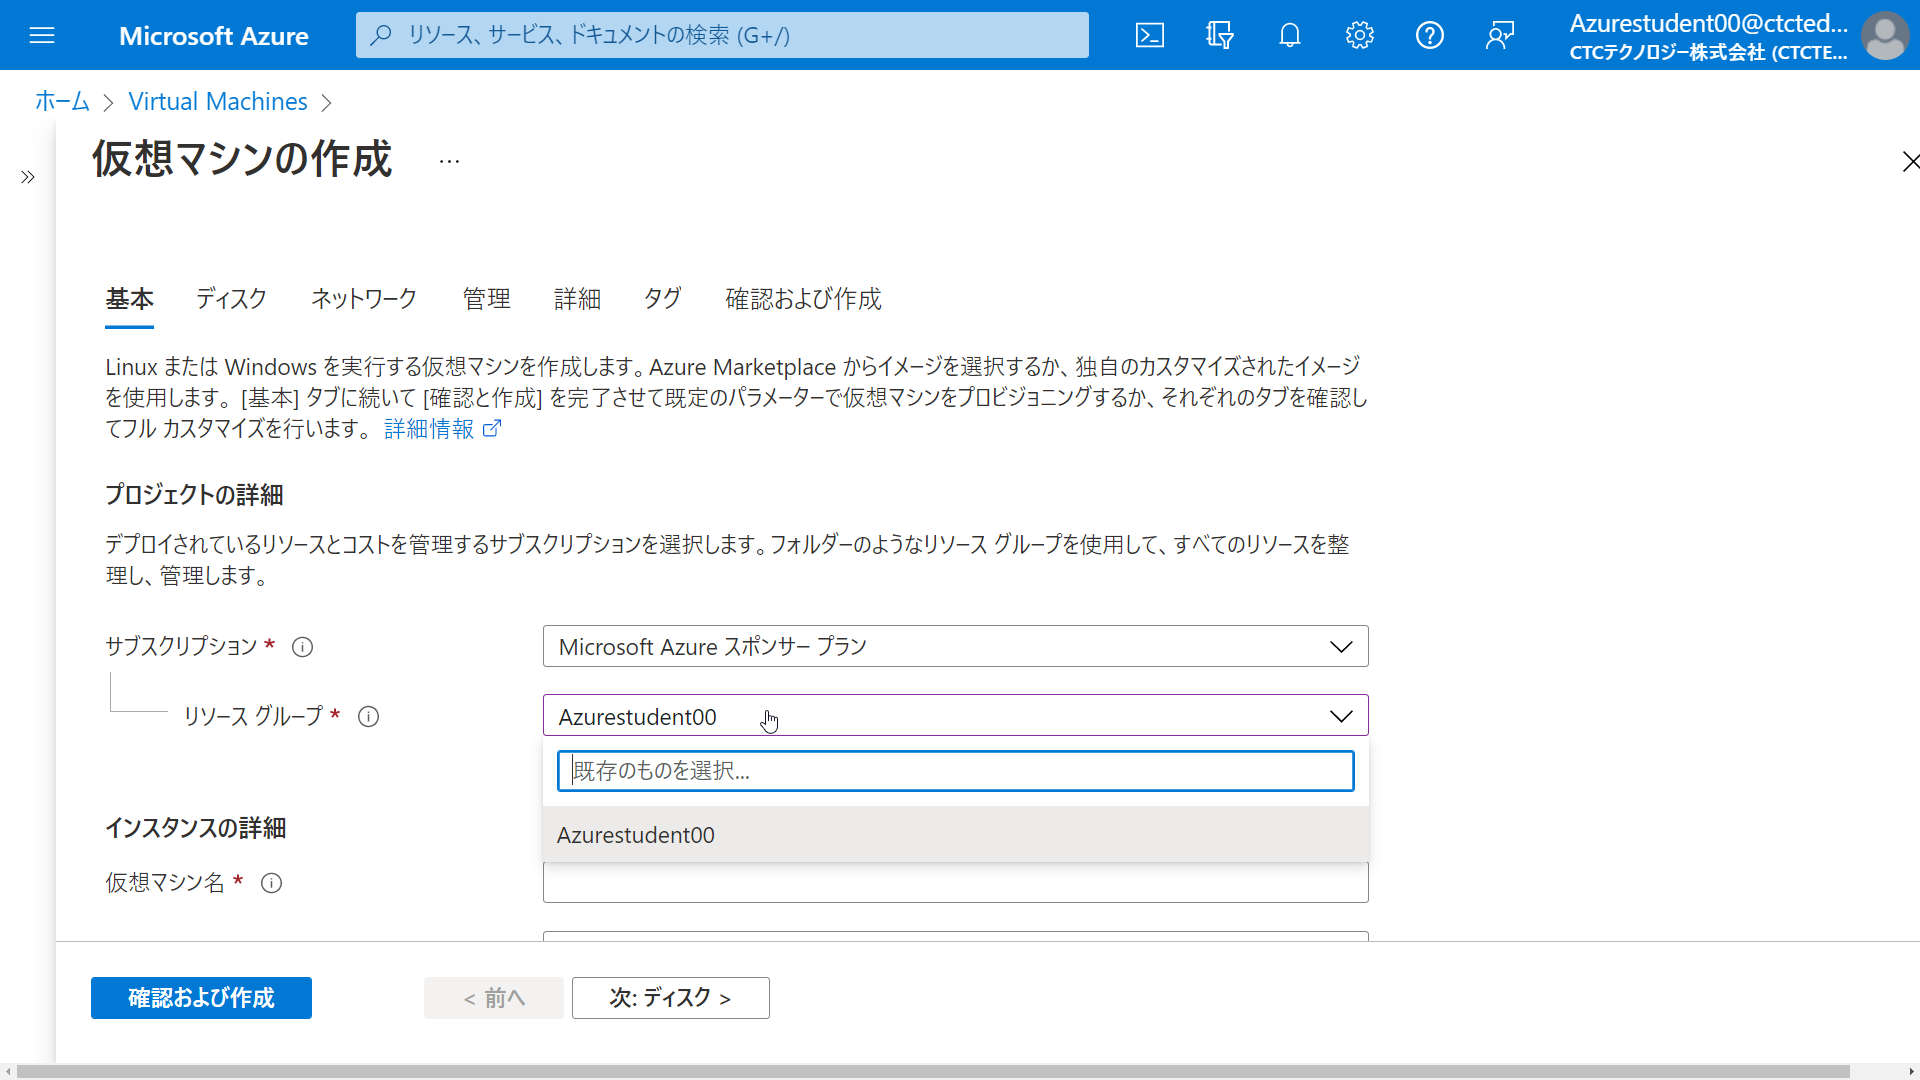 Microsoft Azure
リソース、サービス、ドキュメントの検索 (G+/)
Azurestudent00@ctcted...
CTCテクノロジー株式会社 (CTCTE...
ホーム > Virtual Machines >
仮想マシンの作成 ...
基本 ディスク ネットワーク 管理 詳細 タグ 確認および作成
Linux または Windows を実行する仮想マシンを作成します。Azure Marketplace からイメージを選択するか、独自のカスタマイズされたイメージ
を使用します。[基本] タブに続いて [確認と作成] を完了させて既定のパラメーターで仮想マシンをプロビジョニングするか、それぞれのタブを確認し
てフル カスタマイズを行います。 詳細情報
プロジェクトの詳細
デプロイされているリソースとコストを管理するサブスクリプションを選択します。フォルダーのようなリソース グループを使用して、すべてのリソースを整
理し、管理します。
サブスクリプション *
Microsoft Azure スポンサー プラン
リソース グループ *
Azurestudent00
既存のものを選択...
Azurestudent00
インスタンスの詳細
仮想マシン名 *
確認および作成
< 前へ
次: ディスク >